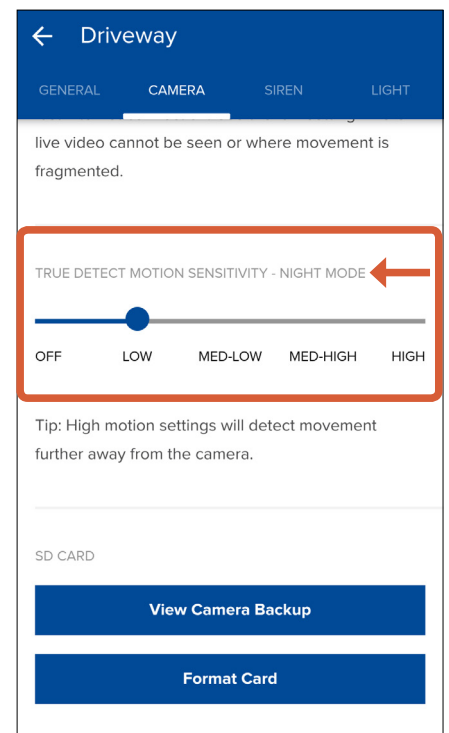 Driveway
GENERAL CAMERA SIREN LIGHT
live video cannot be seen or where movement is
fragmented.
TRUE DETECT MOTION SENSITIVITY - NIGHT MODE
OFF LOW MED-LOW MED-HIGH HIGH
Tip: High motion settings will detect movement
further away from the camera.
SD CARD
View Camera Backup
Format Card